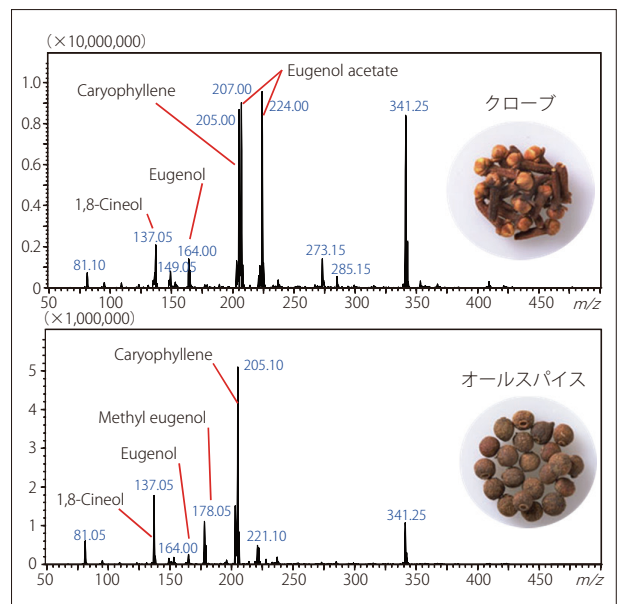 (×10,000,000)
Eugenol acetate
Caryophyllene
207.00
224.00
341.25
クローブ
205.00
Eugenol
1,8-Cineol
137.05
164.00
149.05
81.10
273.15
285.15
1.0
0.8
0.6
0.4
0.2
0
50 100 150 200 250 300 350 400 450 m/z
(×1,000,000)
Caryophyllene
205.10
オールスパイス
Methyl eugenol
Eugenol
1,8-Cineol
137.05
178.05
341.25
81.05
164.00
221.10
5
4
3
2
1
0
50 100 150 200 250 300 350 400 450 m/z